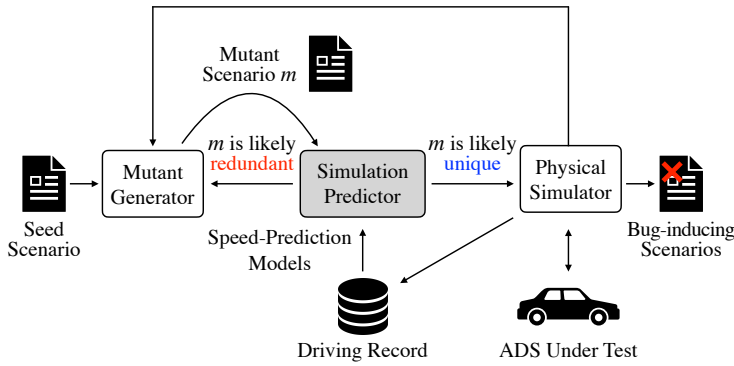 Mutant
Scenario m
m is likely
redundant
m is likely
unique
Mutant
Generator
Simulation
Predictor
Physical
Simulator
Seed
Scenario
Speed-Prediction
Models
Bug-inducing
Scenarios
Driving Record
ADS Under Test